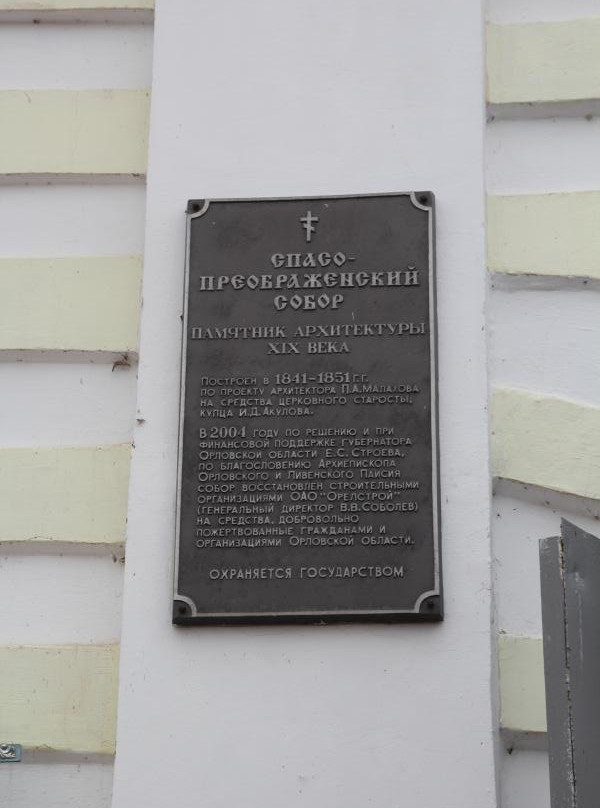 СПАСО-
ПРЕОБРАЖЕНСКИЙ
СОБОР
ПАМЯТНИК АРХИТЕКТУРЫ
XIX ВЕКА
ПОСТРОЕН В 1841-1851 Г.Г.
ПО ПРОЕКТУ АРХИТЕКТОРА П.А.МАЛАХОВА
НА СРЕДСТВА ЦЕРКОВНОГО СТАРОСТЫ,
КУПЦА И.Д.АКУЛОВА.
В 2004 ГОДУ ПО РЕШЕНИЮ И ПРИ
ФИНАНСОВОЙ ПОДДЕРЖКЕ ГУБЕРНАТОРА
ОРЛОВСКОЙ ОБЛАСТИ Е.С.СТРОЕВА,
ПО БЛАГОСЛОВЕНИЮ АРХИЕПИСКОПА
ОРЛОВСКОГО И ЛИВЕНСКОГО ПАИСИЯ
СОБОР ВОССТАНОВЛЕН СТРОИТЕЛЬНЫМИ
ОРГАНИЗАЦИЯМИ ОАО "ОРЕЛСТРОЙ"
(ГЕНЕРАЛЬНЫЙ ДИРЕКТОР В.В.СОБОЛЕВ)
НА СРЕДСТВА, ДОБРОВОЛЬНО
ПОЖЕРТВОВАННЫЕ ГРАЖДАНАМИ И
ОРГАНИЗАЦИЯМИ ОРЛОВСКОЙ ОБЛАСТИ.
ОХРАНЯЕТСЯ ГОСУДАРСТВОМ